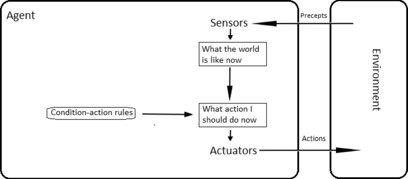 Agent
Sensors
Precepts
What the world
is like now
Environment
Condition-action rules
What action I
should do now
Actions
Actuators